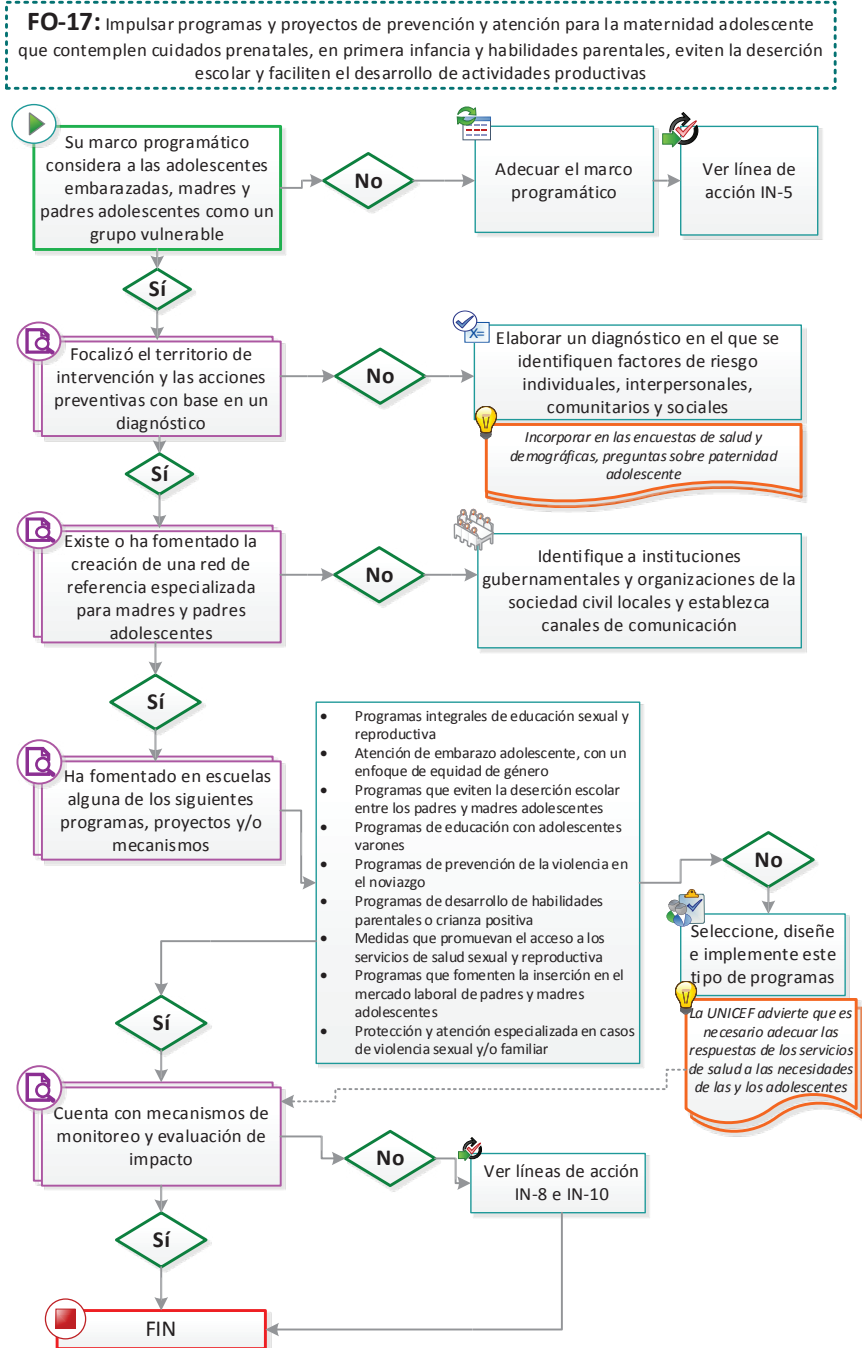 FO-17: Impulsar programas y proyectos de prevención y atención para la maternidad adolescente
que contemplen cuidados prenatales, en primera infancia y habilidades parentales, eviten la deserción
escolar y faciliten el desarrollo de actividades productivas
Su marco programático
considera a las adolescentes
embarazadas, madres y
padres adolescentes como un
grupo vulnerable
No
Adecuar el marco
programático
Ver línea de
acción IN-5
Sí
Focalizó el territorio de
intervención y las acciones
preventivas con base en un
diagnóstico
No
X=
Elaborar un diagnóstico en el que se
identifiquen factores de riesgo
individuales, interpersonales,
comunitarios y sociales
Incorporar en las encuestas de salud y
demográficas, preguntas sobre paternidad
adolescente
Sí
Existe o ha fomentado la
creación de una red de
referencia especializada
para madres y padres
adolescentes
No
Identifique a instituciones
gubernamentales y organizaciones de la
sociedad civil locales y establezca
canales de comunicación
Sí
Ha fomentado en escuelas
alguna de los siguientes
programas, proyectos y/o
mecanismos
• Programas integrales de educación sexual y
reproductiva
• Atención de embarazo adolescente, con un
enfoque de equidad de género
• Programas que eviten la deserción escolar
entre los padres y madres adolescentes
• Programas de educación con adolescentes
varones
• Programas de prevención de la violencia en
el noviazgo
• Programas de desarrollo de habilidades
parentales o crianza positiva
• Medidas que promuevan el acceso a los
servicios de salud sexual y reproductiva
• Programas que fomenten la inserción en el
mercado laboral de padres y madres
adolescentes
• Protección y atención especializada en casos
de violencia sexual y/o familiar
No
Seleccione, diseñe
e implemente este
tipo de programas
La UNICEF advierte que es
necesario adecuar las
respuestas de los servicios
de salud a las necesidades
de las y los adolescentes
Sí
Cuenta con mecanismos de
monitoreo y evaluación de
impacto
No
Ver líneas de acción
IN-8 e IN-10
Sí
FIN